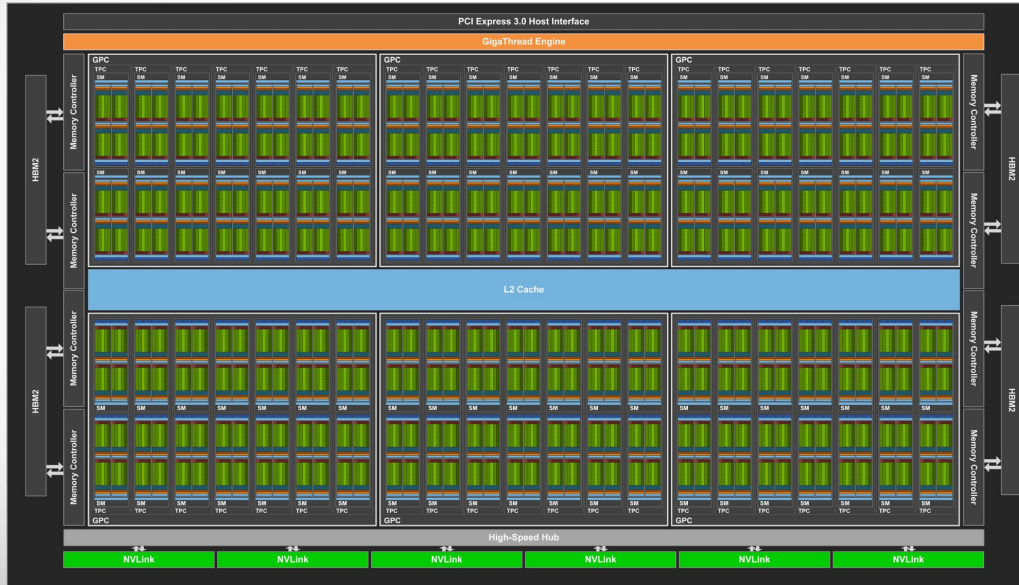 PCI Express 3.0 Host Interface
GigaThread Engine
GPC GPC GPC
TPC TPC TPC TPC TPC TPC TPC TPC TPC TPC TPC TPC TPC TPC TPC TPC TPC TPC TPC TPC TPC
SM SM SM SM SM SM SM SM SM SM SM SM SM SM SM SM SM SM SM SM SM
Memory Controller Memory Controller
HBM2 HBM2
SM SM SM SM SM SM SM SM SM SM SM SM SM SM SM SM SM SM SM SM SM
Memory Controller Memory Controller
L2 Cache
Memory Controller Memory Controller
HBM2 HBM2
SM SM SM SM SM SM SM SM SM SM SM SM SM SM SM SM SM SM SM SM SM
Memory Controller Memory Controller
SM SM SM SM SM SM SM SM SM SM SM SM SM SM SM SM SM SM SM SM SM
TPC TPC TPC TPC TPC TPC TPC TPC TPC TPC TPC TPC TPC TPC TPC TPC TPC TPC TPC TPC TPC
GPC GPC GPC
High-Speed Hub
NVLink NVLink NVLink NVLink NVLink NVLink